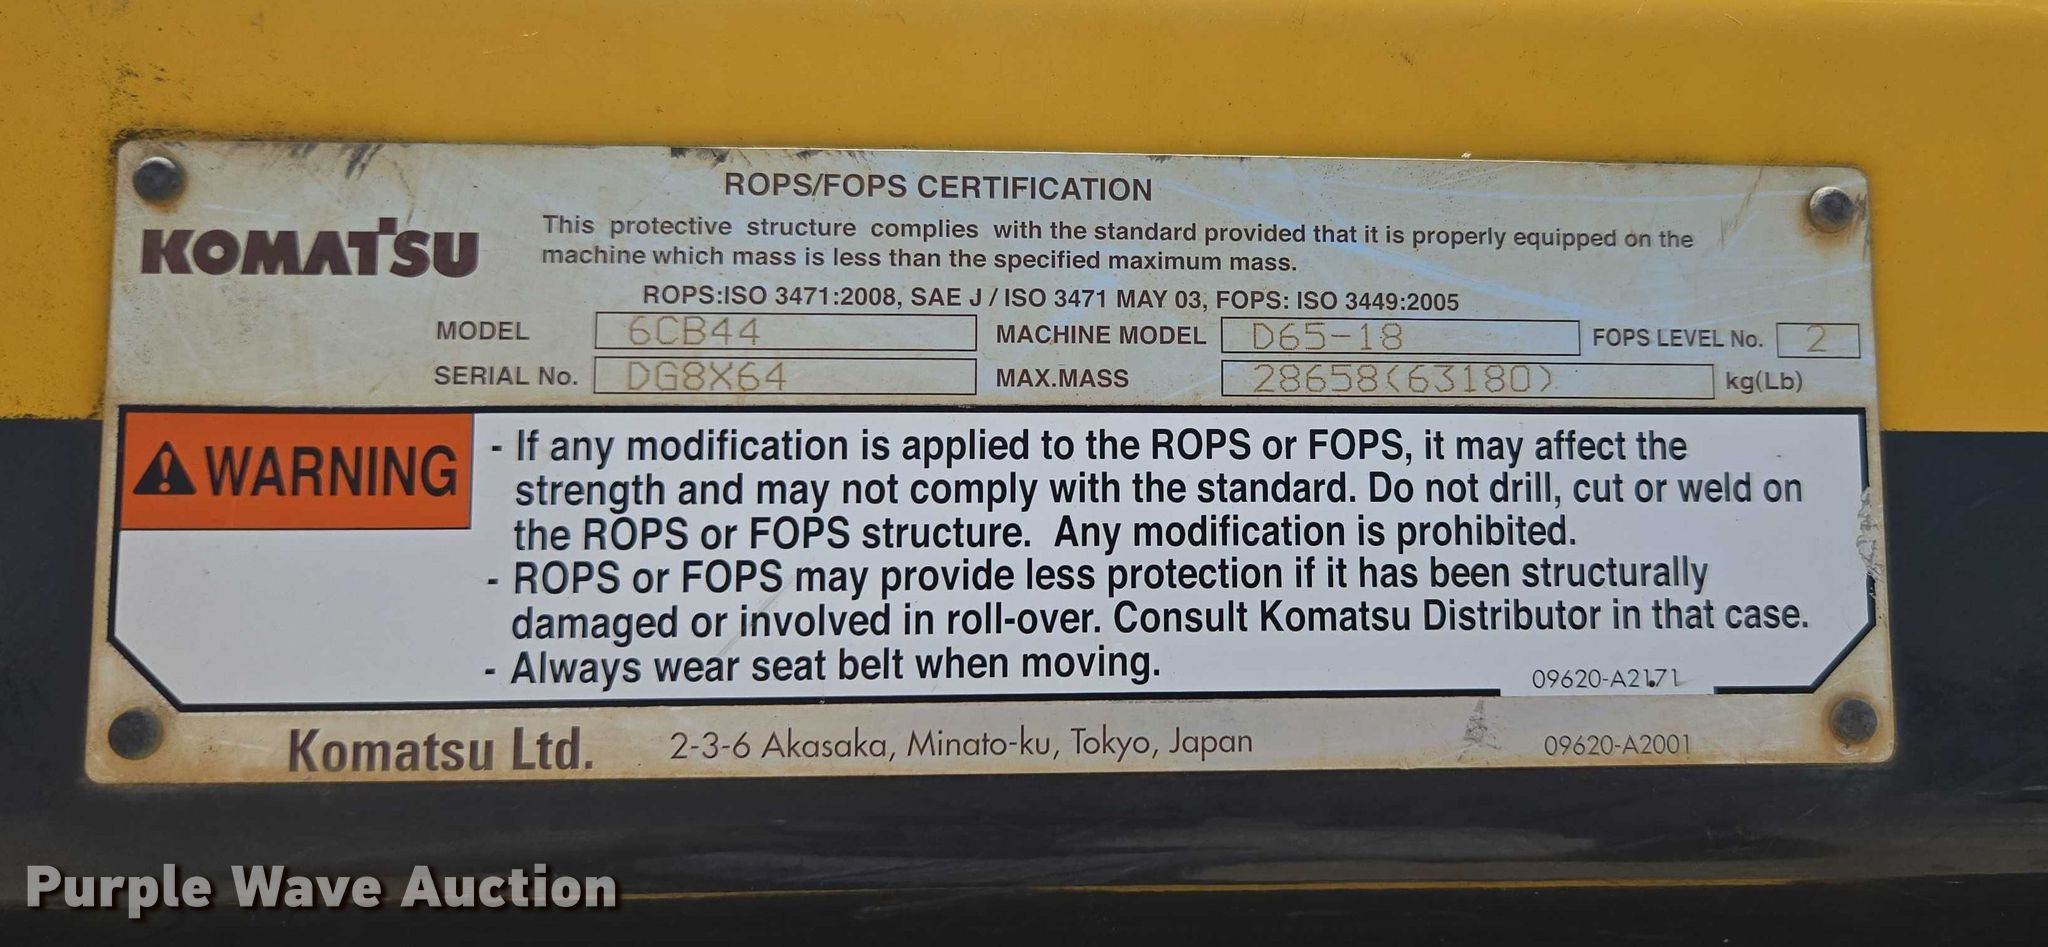 ROPS/FOPS CERTIFICATION
KOMATSU
This protective structure complies with the standard provided that it is properly equipped on the
machine which mass is less than the specified maximum mass.
ROPS:ISO 3471:2008, SAE J / ISO 3471 MAY 03, FOPS: ISO 3449:2005
MODEL 6CB44 MACHINE MODEL D65-18 FOPS LEVEL No. 2
SERIAL No. DG8X64 MAX.MASS 28658(63180) kg(Lb)
WARNING
- If any modification is applied to the ROPS or FOPS, it may affect the
strength and may not comply with the standard. Do not drill, cut or weld on
the ROPS or FOPS structure. Any modification is prohibited.
- ROPS or FOPS may provide less protection if it has been structurally
damaged or involved in roll-over. Consult Komatsu Distributor in that case.
- Always wear seat belt when moving.
09620-A2171
Komatsu Ltd. 2-3-6 Akasaka, Minato-ku, Tokyo, Japan 09620-A2001
Purple Wave Auction